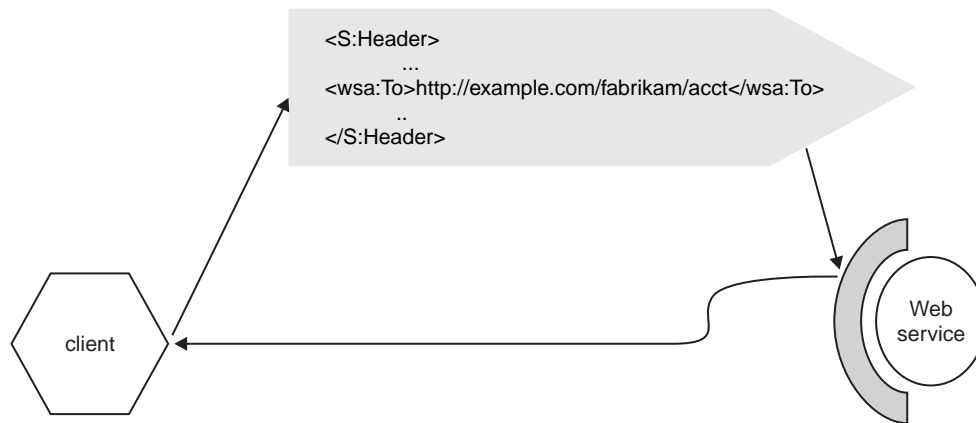 <S:Header>
...
<wsa:To>http://example.com/fabrikam/acct</wsa:To>
..
</S:Header>
client
Web
service